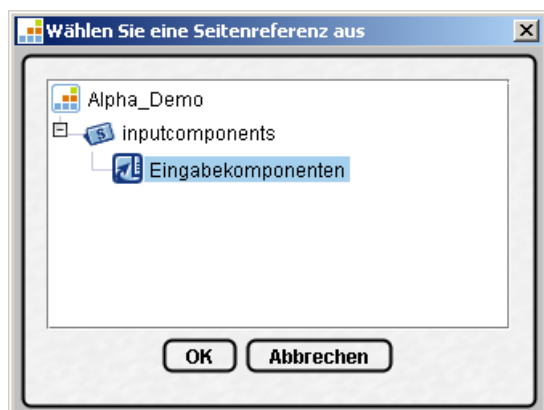 Wählen Sie eine Seitenreferenz aus
Alpha_Demo
inputcomponents
Eingabekomponenten
OK Abbrechen